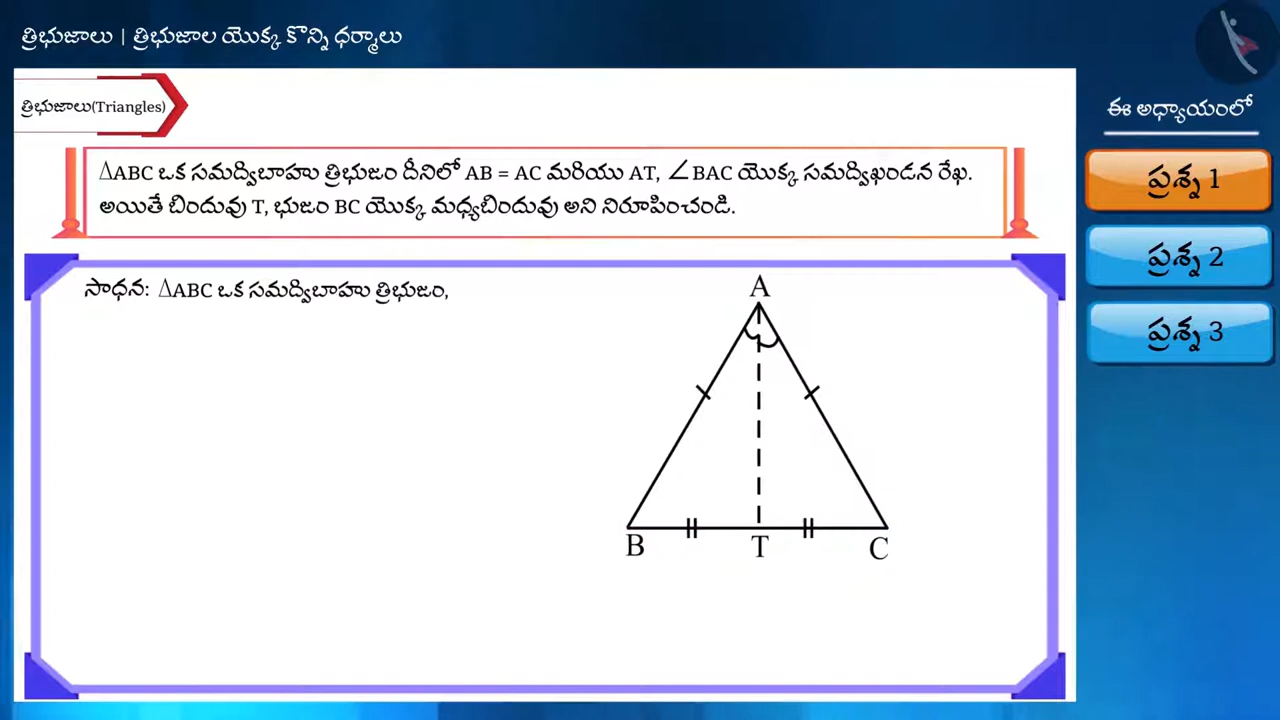 త్రిభుజాలు | త్రిభుజాల యొక్క కొన్ని ధర్మాలు
త్రిభుజాలు(Triangles)
ΔABC ఒక సమద్విబాహు త్రిభుజం దీనిలో AB = AC మరియు AT, ∠BAC యొక్క సమద్విఖండన రేఖ.
అయితే బిందువు T, భుజం BC యొక్క మధ్యబిందువు అని నిరూపించండి.
సాధన: ΔABC ఒక సమద్విబాహు త్రిభుజం,
A
B T C
ఈ అధ్యాయంలో
ప్రశ్న 1
ప్రశ్న 2
ప్రశ్న 3